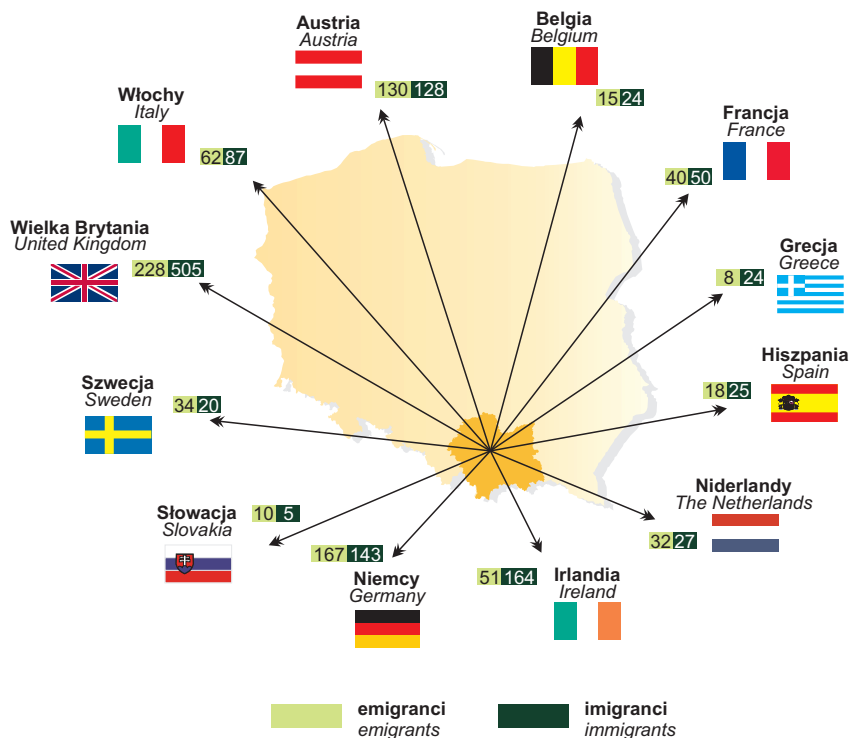 Austria
Austria
130 128
Belgia
Belgium
15 24
Włochy
Italy
62 87
Francja
France
40 50
Wielka Brytania
United Kingdom
228 505
Grecja
Greece
8 24
Szwecja
Sweden
34 20
Hiszpania
Spain
18 25
Słowacja
Slovakia
10 5
Niderlandy
The Netherlands
32 27
167 143
Niemcy
Germany
51 164
Irlandia
Ireland
emigranci
emigrants
imigranci
immigrants